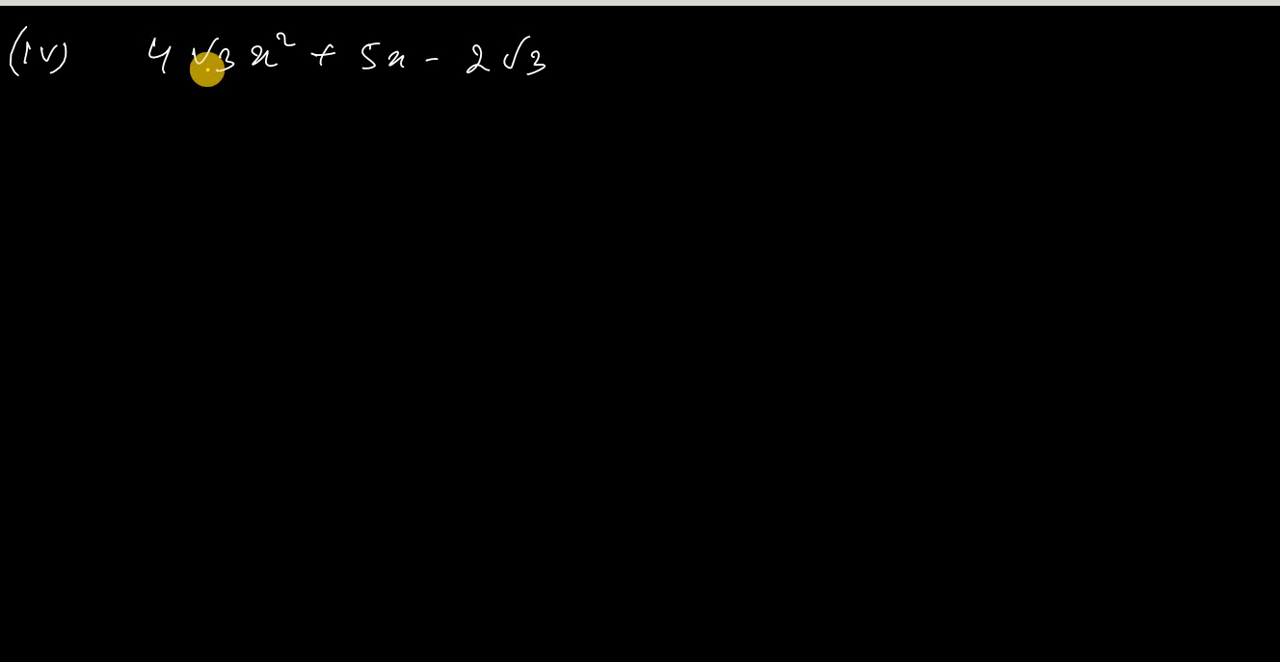 (iv) 4√3x² + 5x - 2√3